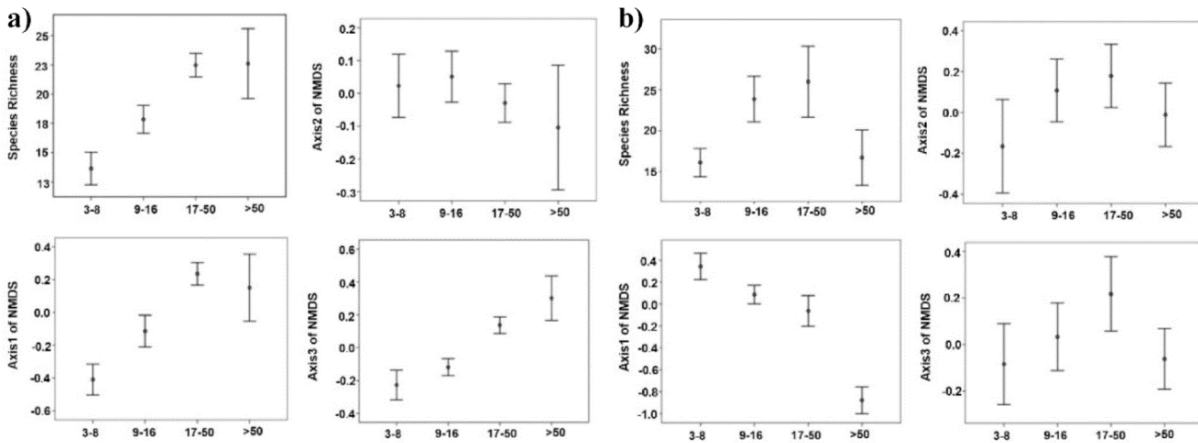 a)
Species Richness
25
23
20
18
15
13
3-8 9-16 17-50 >50
Axis2 of NMDS
0.2
0.1
0.0
-0.1
-0.2
-0.3
3-8 9-16 17-50 >50
Axis1 of NMDS
0.4
0.2
0.0
-0.2
-0.4
-0.6
3-8 9-16 17-50 >50
Axis3 of NMDS
0.6
0.4
0.2
0.0
-0.2
-0.4
3-8 9-16 17-50 >50
b)
Species Richness
30
25
20
15
3-8 9-16 17-50 >50
Axis2 of NMDS
0.4
0.2
0.0
-0.2
-0.4
3-8 9-16 17-50 >50
Axis1 of NMDS
0.6
0.4
0.2
0.0
-0.2
-0.4
-0.6
-0.8
-1.0
3-8 9-16 17-50 >50
Axis3 of NMDS
0.4
0.2
0.0
-0.2
3-8 9-16 17-50 >50